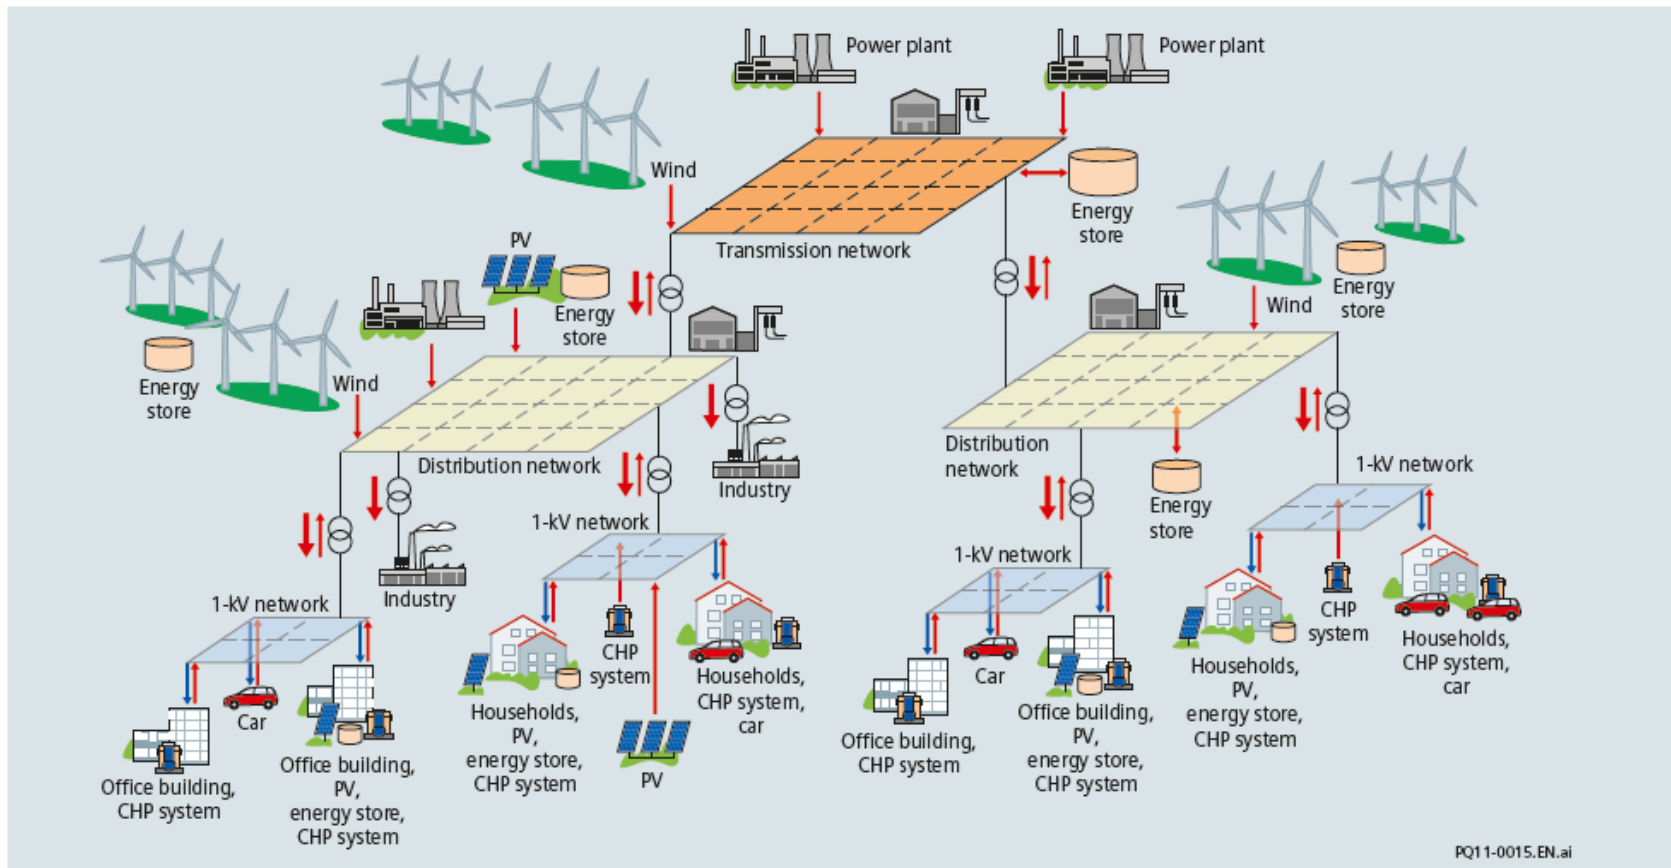 Power plant
Power plant
Wind
Energy
store
Transmission network
PV
Energy
store
Wind
Energy
store
Energy
store
Wind
Distribution network
Industry
Industry
Distribution
network
Energy
store
1-kV network
1-kV network
1-kV network
1-kV network
Office building,
CHP system
Car
Office building,
PV,
energy store,
CHP system
Households,
PV,
energy store,
CHP system
CHP
system
PV
Households,
CHP system,
car
Office building,
CHP system
Car
Office building,
PV,
energy store,
CHP system
Households,
PV,
energy store,
CHP system
CHP
system
Households,
CHP system,
car
PQ11-0015.EN.ai